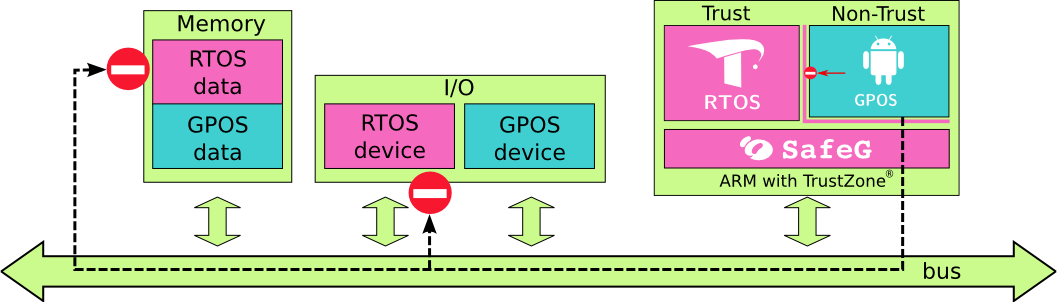 Memory
RTOS
data
GPOS
data
I/O
RTOS
device
GPOS
device
Trust
Non-Trust
RTOS
GPOS
SafeG
ARM with TrustZone®
bus